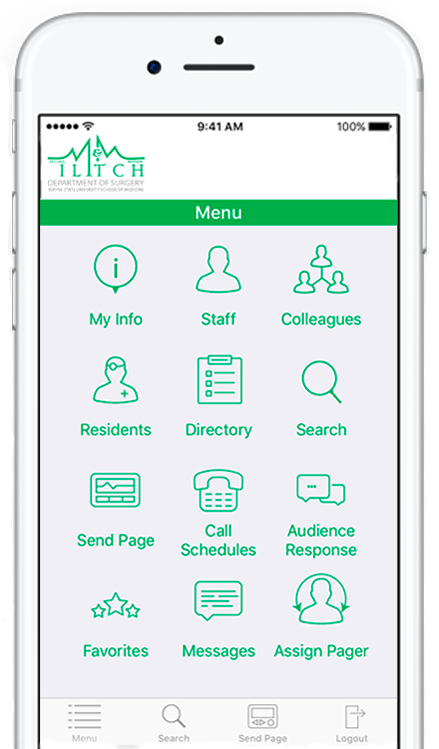 9:41 AM 100%
M & M
ILITCH
DEPARTMENT OF SURGERY
WAYNE STATE UNIVERSITY SCHOOL OF MEDICINE
Menu
My Info Staff Colleagues
Residents Directory Search
Send Page Call Schedules Audience Response
Favorites Messages Assign Pager
Menu Search Send Page Logout